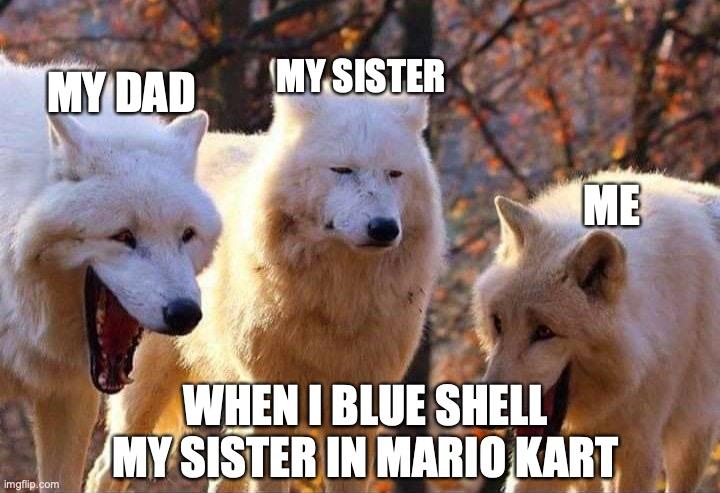 MY DAD
MY SISTER
ME
WHEN I BLUE SHELL
MY SISTER IN MARIO KART
imgflip.com